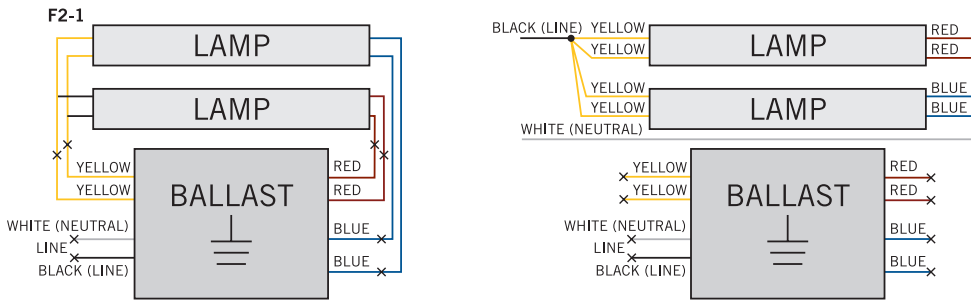 F2-1
LAMP
LAMP
YELLOW
YELLOW
WHITE (NEUTRAL)
LINE
BLACK (LINE)
BALLAST
RED
RED
BLUE
BLUE
BLACK (LINE)
YELLOW
YELLOW
LAMP
RED
RED
YELLOW
YELLOW
LAMP
BLUE
BLUE
WHITE (NEUTRAL)
YELLOW
YELLOW
WHITE (NEUTRAL)
LINE
BLACK (LINE)
BALLAST
RED
RED
BLUE
BLUE